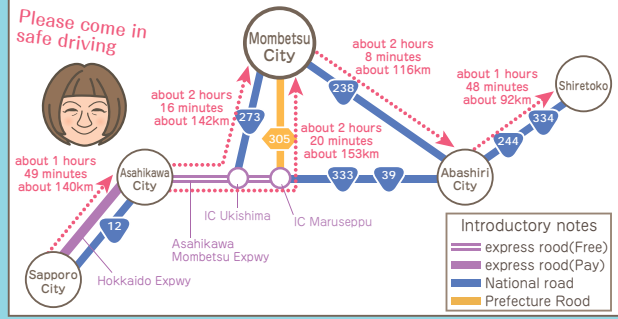 Please come in
safe driving
Mombetsu
City
about 2 hours
8 minutes
about 116km
about 1 hours
48 minutes
about 92km
Shiretoko
about 2 hours
16 minutes
about 142km
238
334
273
244
305
about 2 hours
20 minutes
about 153km
about 1 hours
49 minutes
about 140km
Asahikawa
City
333
39
Abashiri
City
IC Ukishima
IC Maruseppu
12
Asahikawa
Mombetsu Expwy
Hokkaido Expwy
Sapporo
City
Introductory notes
express rood(Free)
express rood(Pay)
National road
Prefecture Rood